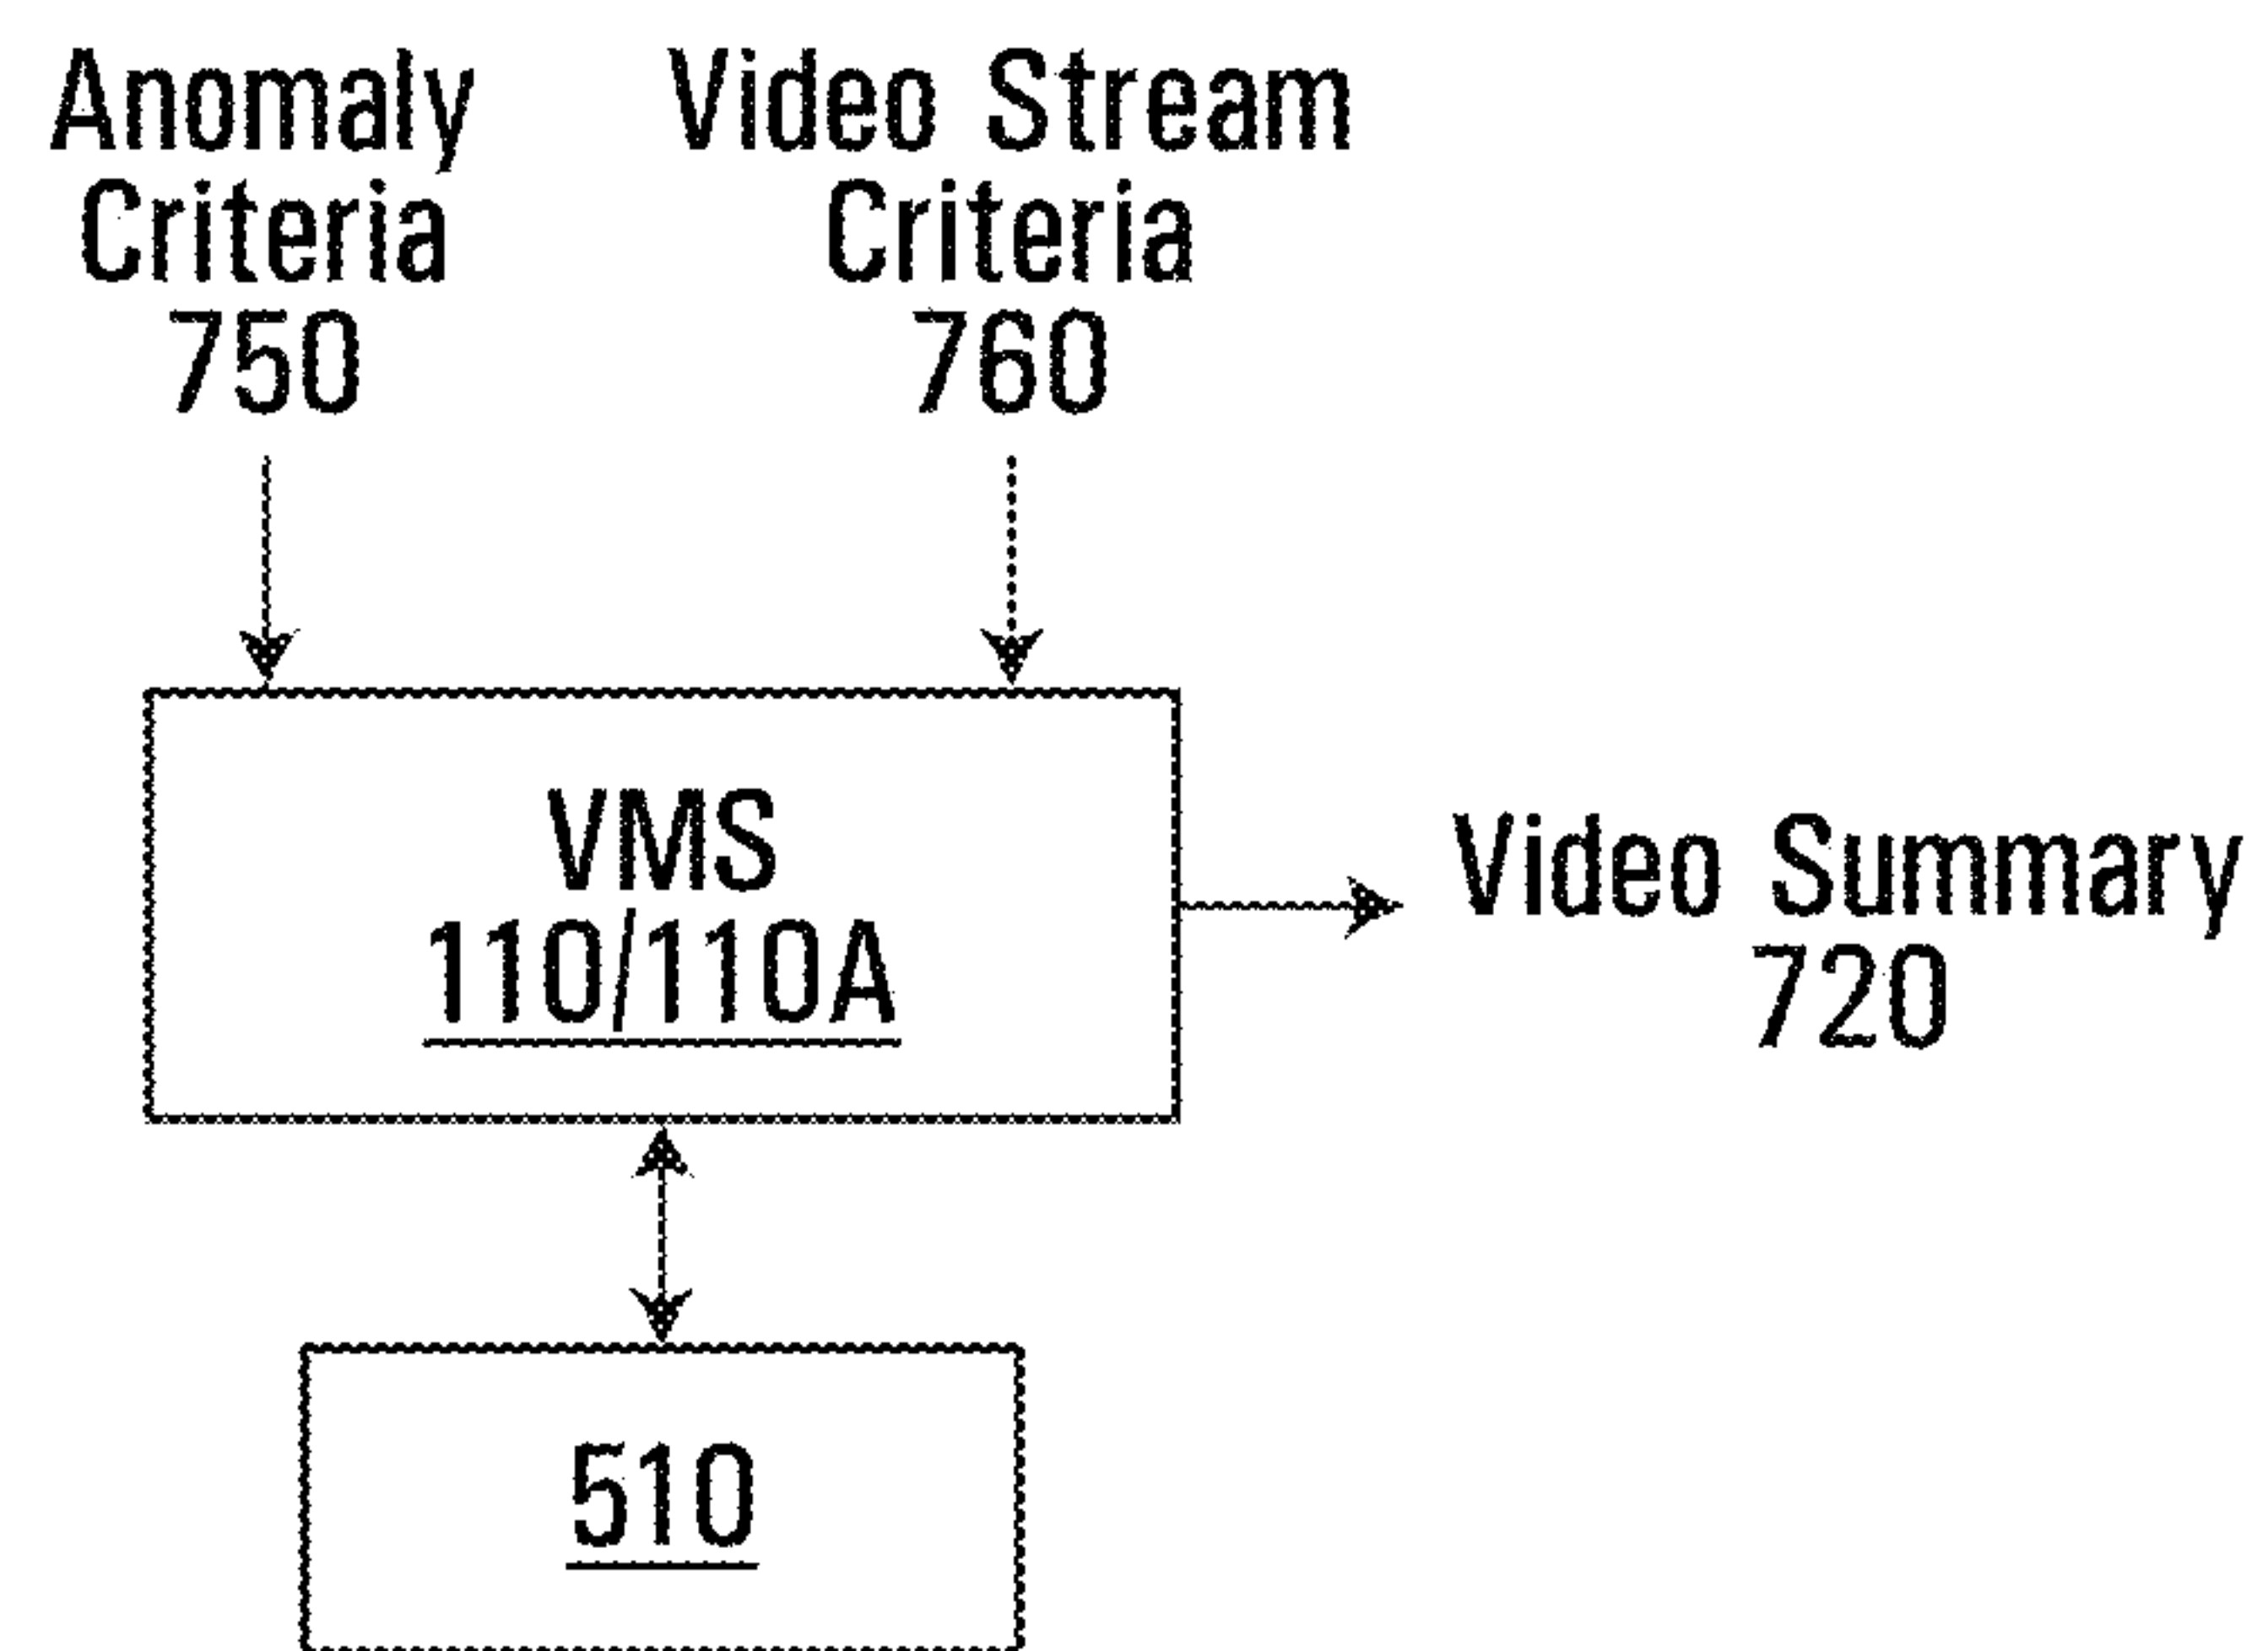 Anomaly
Criteria
750
Video Stream
Criteria
760
VMS
110/110A
Video Summary
720
510